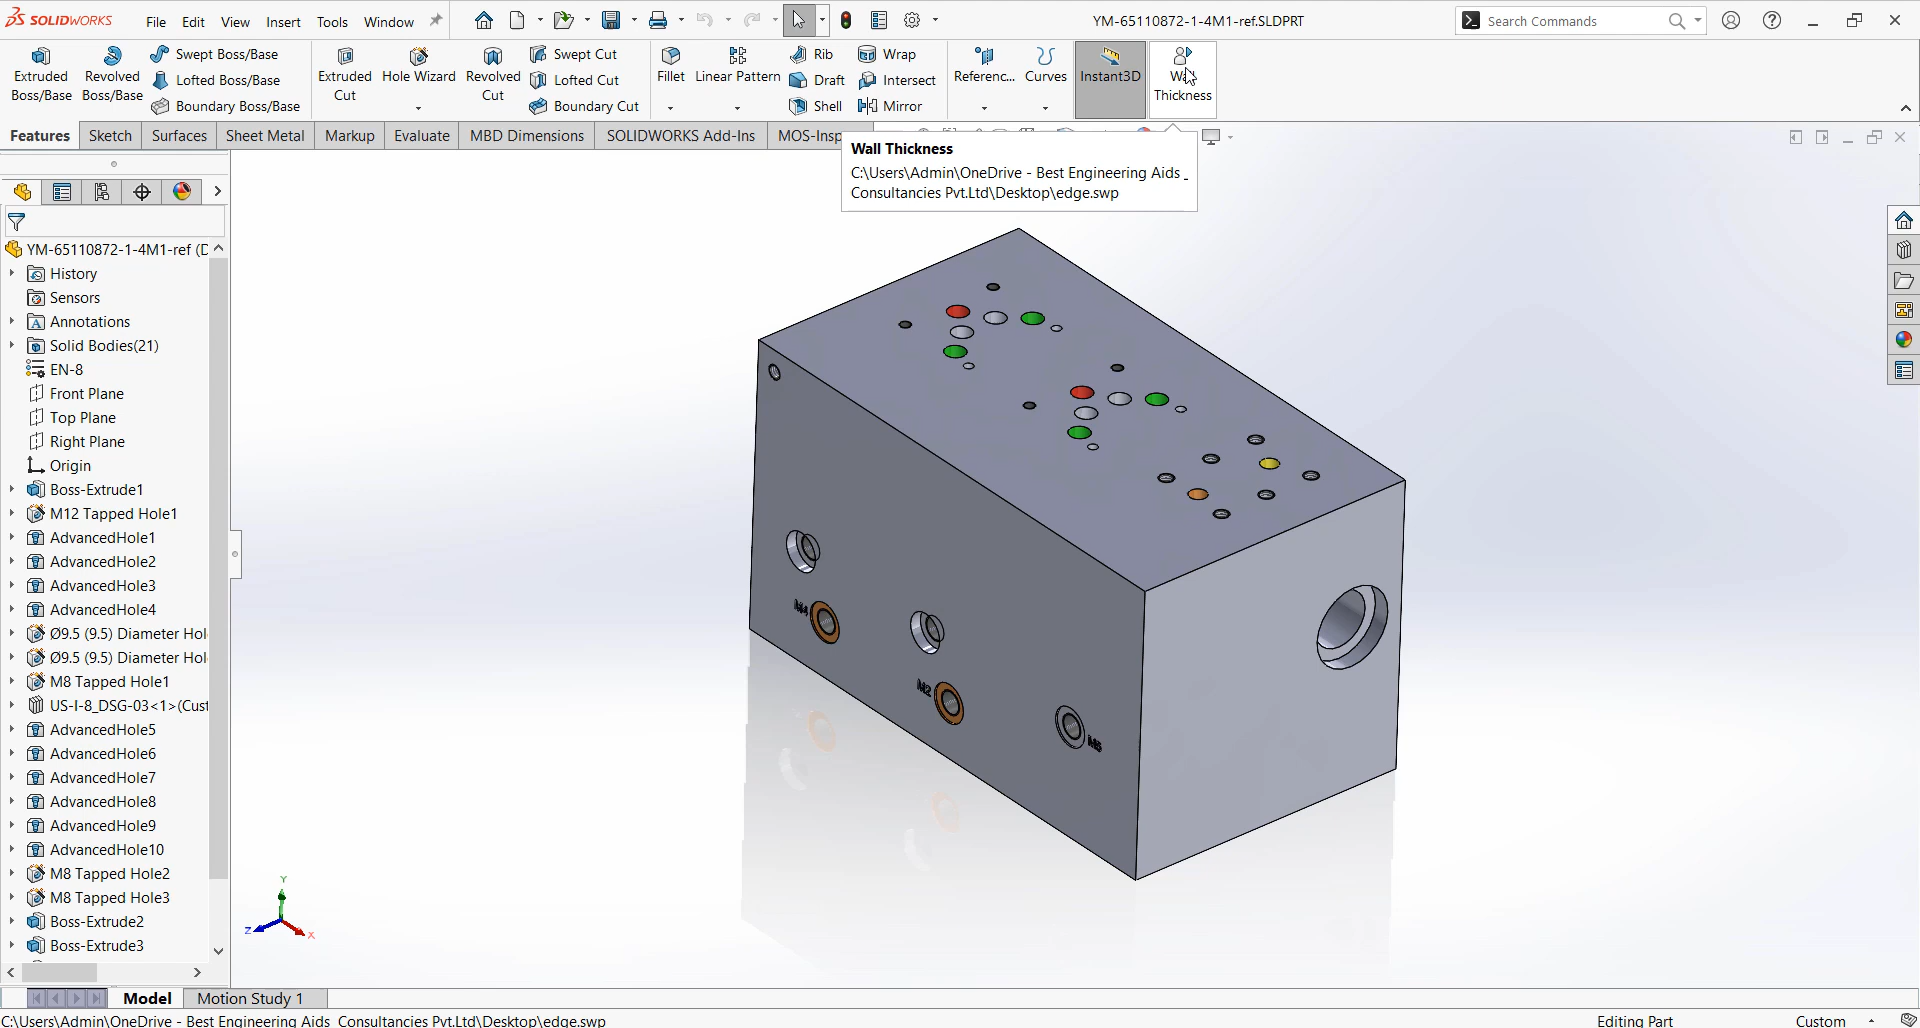 SOLIDWORKS File Edit View Insert Tools Window YM-65110872-1-4M1-ref.SLDPRT Search Commands
Extruded Boss/Base
Revolved Boss/Base
Swept Boss/Base
Lofted Boss/Base
Boundary Boss/Base
Extruded Cut
Hole Wizard
Revolved Cut
Swept Cut
Lofted Cut
Boundary Cut
Fillet
Linear Pattern
Rib
Draft
Shell
Wrap
Intersect
Mirror
Referenc...
Curves
Instant3D
Wall Thickness
Features Sketch Surfaces Sheet Metal Markup Evaluate MBD Dimensions SOLIDWORKS Add-Ins MOS-Insp
Wall Thickness
C:\Users\Admin\OneDrive - Best Engineering Aids _
Consultancies Pvt.Ltd\Desktop\edge.swp
YM-65110872-1-4M1-ref (D
History
Sensors
Annotations
Solid Bodies(21)
EN-8
Front Plane
Top Plane
Right Plane
Origin
Boss-Extrude1
M12 Tapped Hole1
AdvancedHole1
AdvancedHole2
AdvancedHole3
AdvancedHole4
Ø9.5 (9.5) Diameter Hol
Ø9.5 (9.5) Diameter Hol
M8 Tapped Hole1
US-I-8_DSG-03<1>(Cust
AdvancedHole5
AdvancedHole6
AdvancedHole7
AdvancedHole8
AdvancedHole9
AdvancedHole10
M8 Tapped Hole2
M8 Tapped Hole3
Boss-Extrude2
Boss-Extrude3
M4
M2
Y
Z
X
Model Motion Study 1
C:\Users\Admin\OneDrive - Best Engineering Aids_Consultancies Pvt.Ltd\Desktop\edge.swp Editing Part Custom